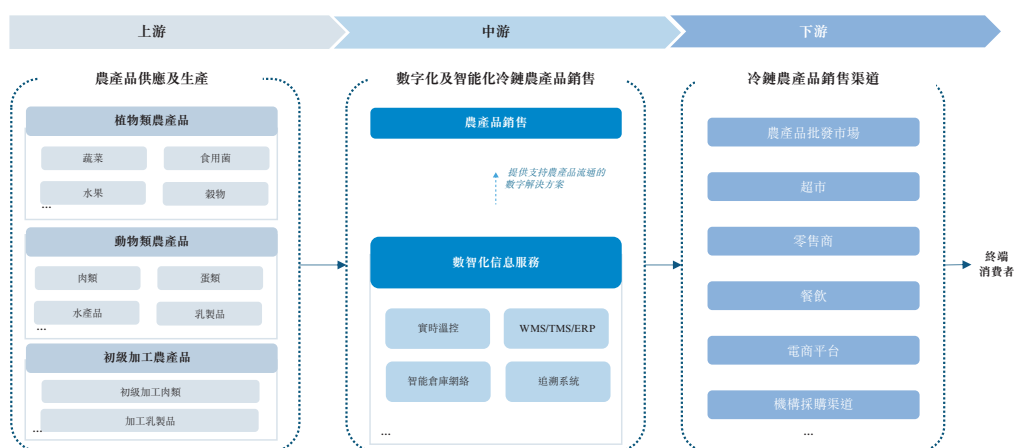 上游
中游
下游
農產品供應及生產
植物類農產品
蔬菜
食用菌
水果
穀物
...
動物類農產品
肉類
蛋類
水產品
乳製品
...
初級加工農產品
初級加工肉類
加工乳製品
...
數字化及智能化冷鏈農產品銷售
農產品銷售
提供支持農產品流通的
數字解決方案
數智化信息服務
實時溫控
WMS/TMS/ERP
智能倉庫網絡
追溯系統
...
冷鏈農產品銷售渠道
農產品批發市場
超市
零售商
餐飲
電商平台
機構採購渠道
...
終端
消費者